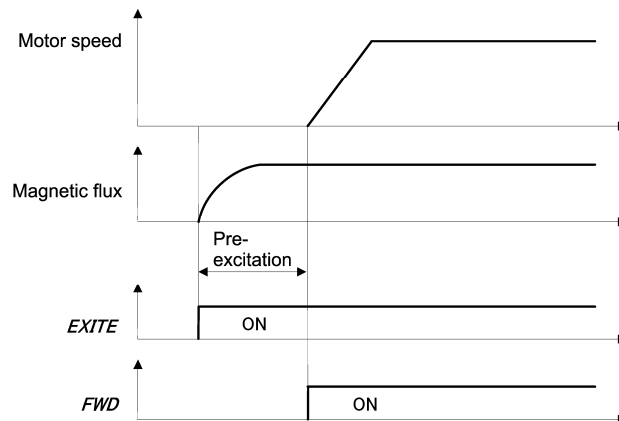 Motor speed
Magnetic flux
Pre-
excitation
EXITE
ON
FWD
ON